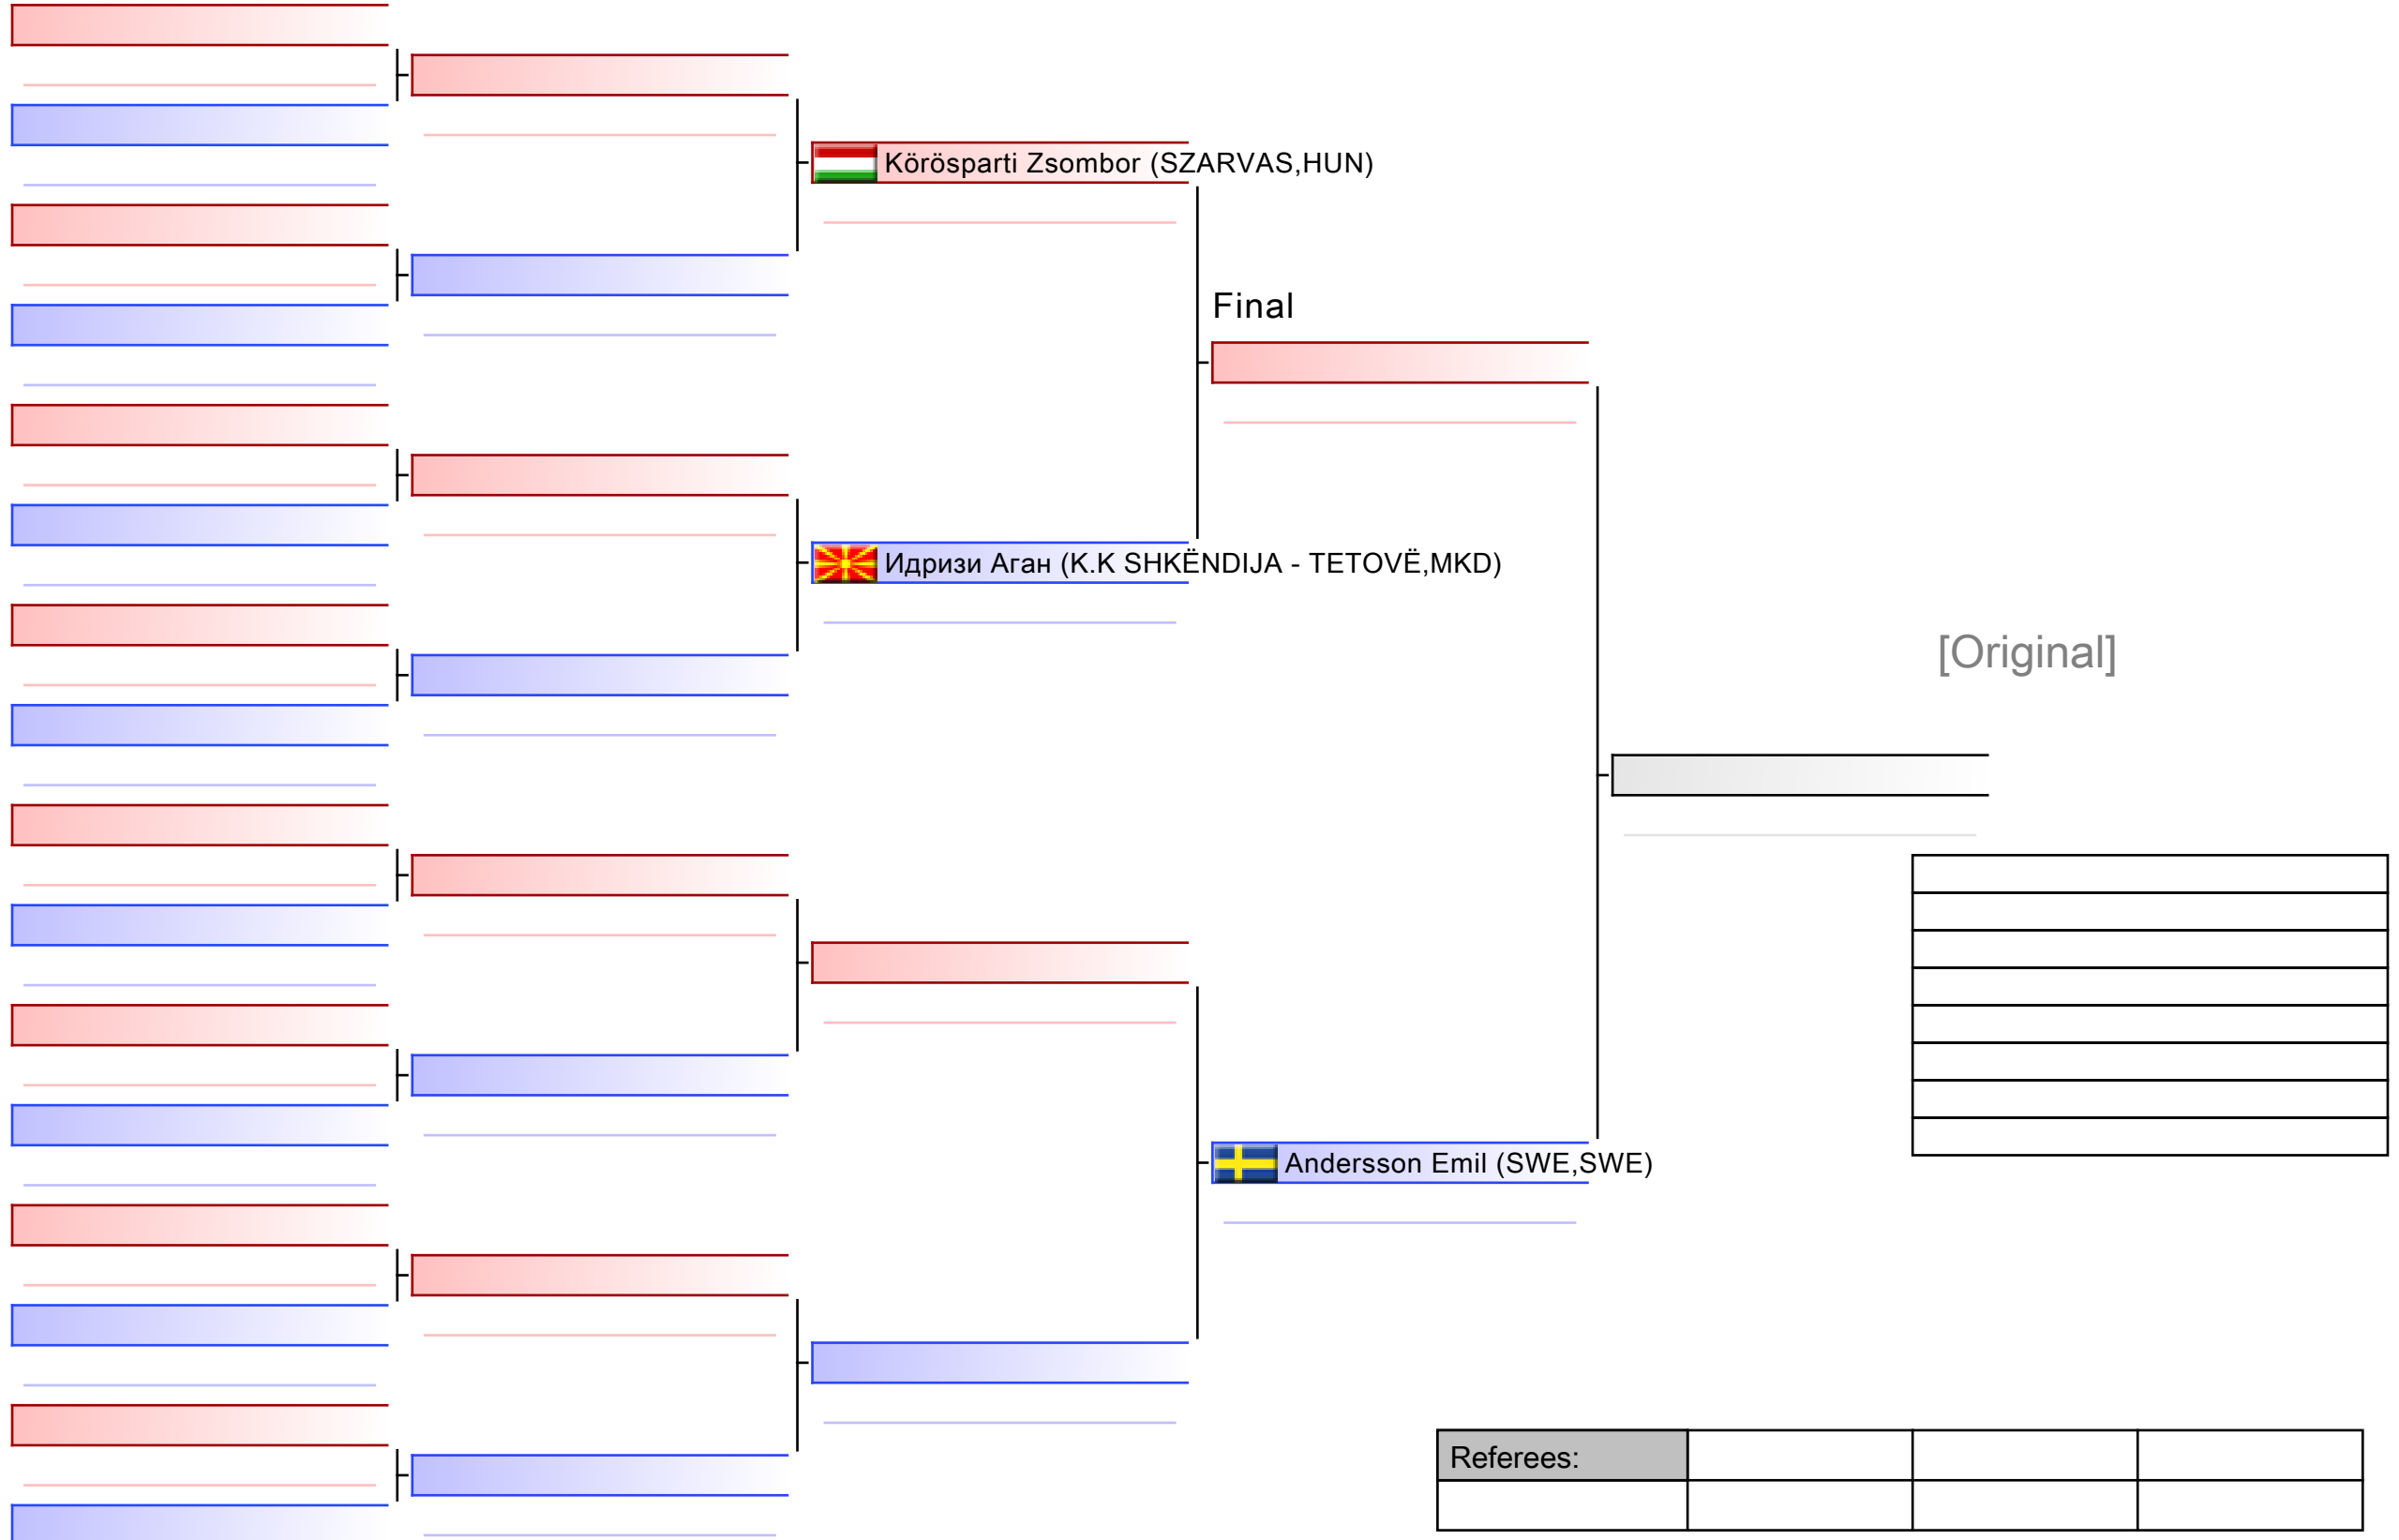 Körösparti Zsombor (SZARVAS,HUN)
Final
Идризи Аган (K.K SHKËNDIJA - TETOVË,MKD)
[Original]
Andersson Emil (SWE,SWE)
Referees: